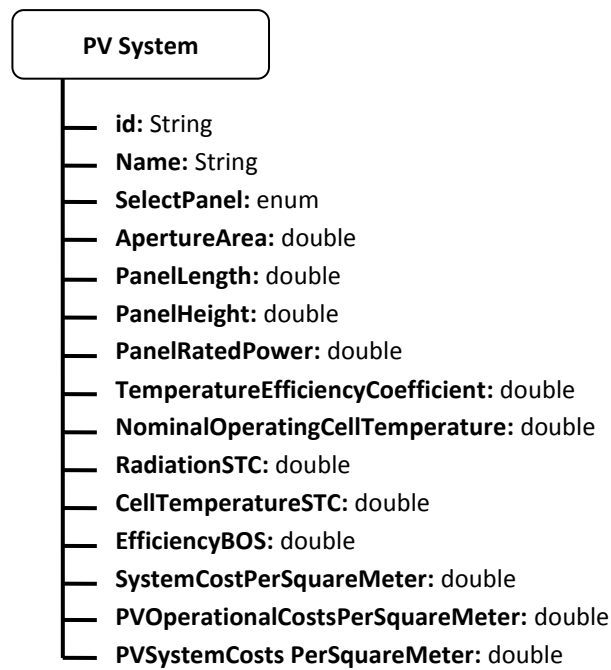 PV System
id: String
Name: String
SelectPanel: enum
ApertureArea: double
PanelLength: double
PanelHeight: double
PanelRatedPower: double
TemperatureEfficiencyCoefficient: double
NominalOperatingCellTemperature: double
RadiationSTC: double
CellTemperatureSTC: double
EfficiencyBOS: double
SystemCostPerSquareMeter: double
PVOperationalCostsPerSquareMeter: double
PVSystemCosts PerSquareMeter: double